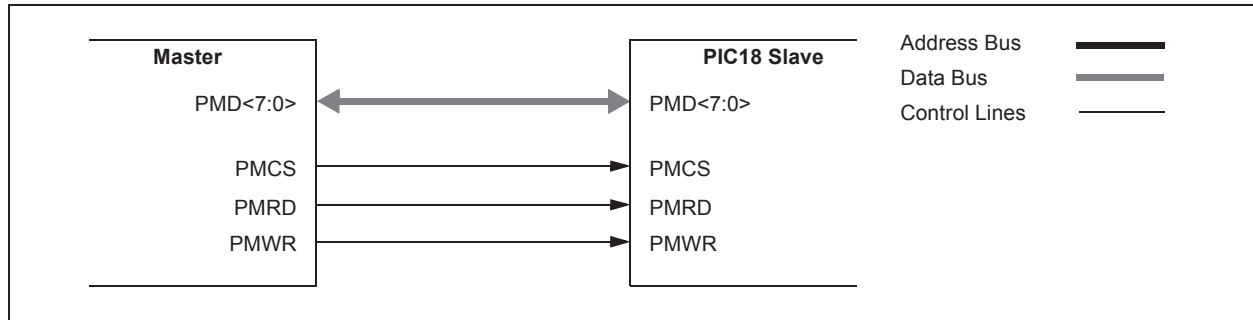 Master
PMD<7:0>
PMCS
PMRD
PMWR
PIC18 Slave
PMD<7:0>
PMCS
PMRD
PMWR
Address Bus
Data Bus
Control Lines